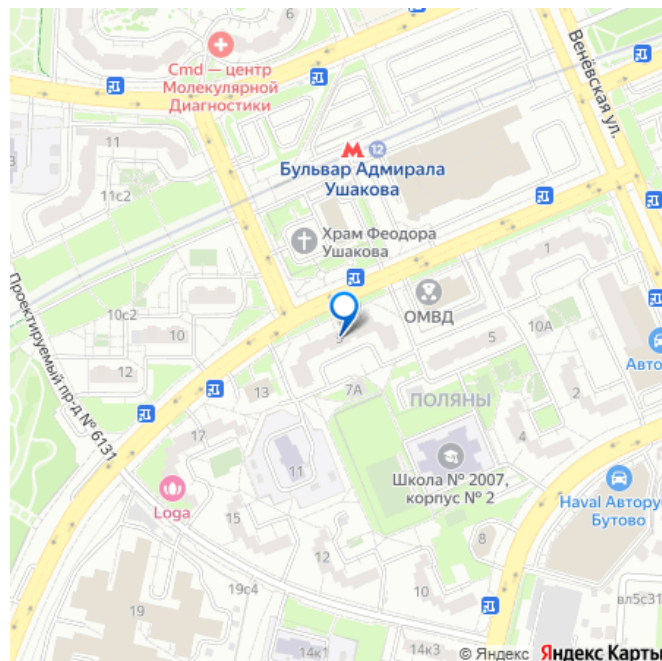 6
Cmd — центр
Молекулярной
Диагностики
Венёвская ул.
11
3
11с2
12
Бульвар Адмирала
Ушакова
Храм Феодора
Ушакова
1
Проектируемый пр-д № 6131
10с2
10
ОМВД
5
10А
Авто
12
13
7А
ПОЛЯНЫ
2
17
4
11
Школа № 2007,
корпус № 2
Haval Авторус
Бутово
Loga
15
8
12
19с4
10
19
вл5с31
14к1
14к3
© Яндекс Яндекс Карты